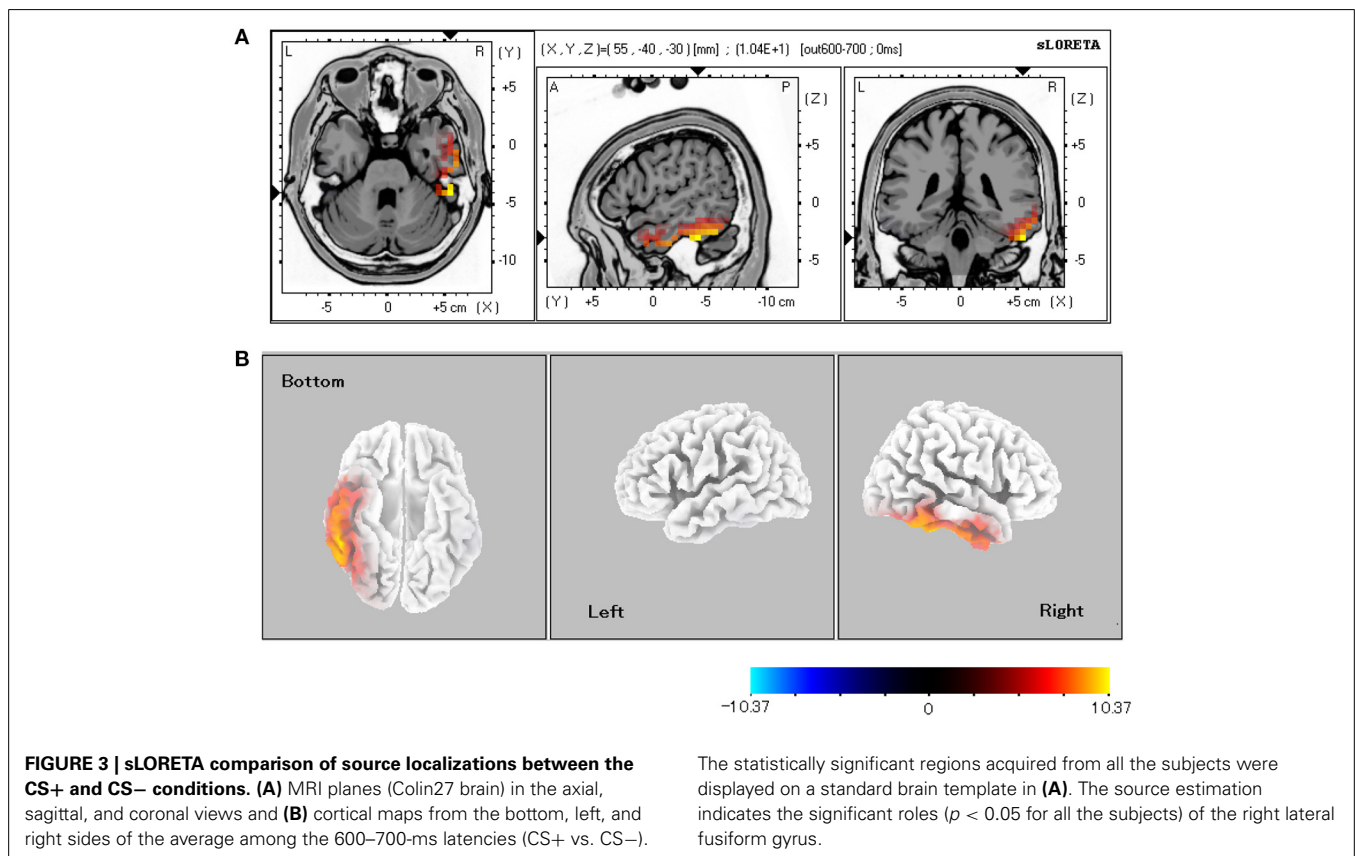 A
(X,Y,Z)=(55,-40,-30)[mm] ; (1.04E+1) [out600-700 ; 0ms]
sLORETA
L R (Y)
+5
0
-5
-10
-5 0 +5 cm (X)
A P (Z)
+5
0
-5
(Y) +5 0 -5 -10 cm
L R (Z)
+5
0
-5
-5 0 +5 cm (X)
B
Bottom
Left
Right
-10.37 0 10.37
FIGURE 3 | sLORETA comparison of source localizations between the
CS+ and CS− conditions. (A) MRI planes (Colin27 brain) in the axial,
sagittal, and coronal views and (B) cortical maps from the bottom, left, and
right sides of the average among the 600–700-ms latencies (CS+ vs. CS−).
The statistically significant regions acquired from all the subjects were
displayed on a standard brain template in (A). The source estimation
indicates the significant roles (p < 0.05 for all the subjects) of the right lateral
fusiform gyrus.